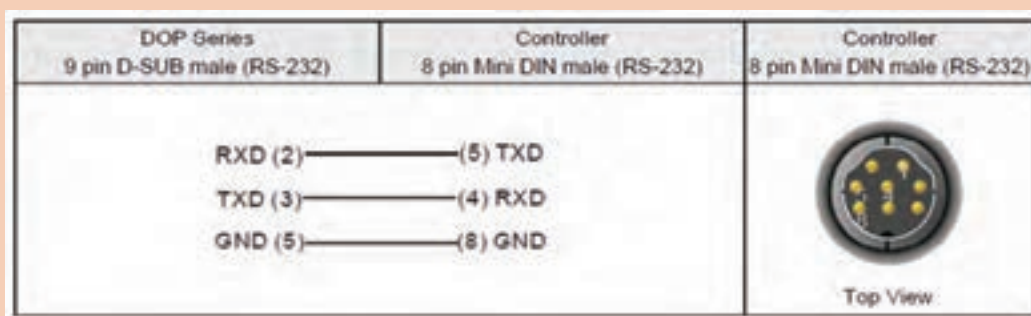 DOP Series
9 pin D-SUB male (RS-232)
Controller
8 pin Mini DIN male (RS-232)
Controller
8 pin Mini DIN male (RS-232)
RXD (2) (5) TXD
TXD (3) (4) RXD
GND (5) (8) GND
Top View